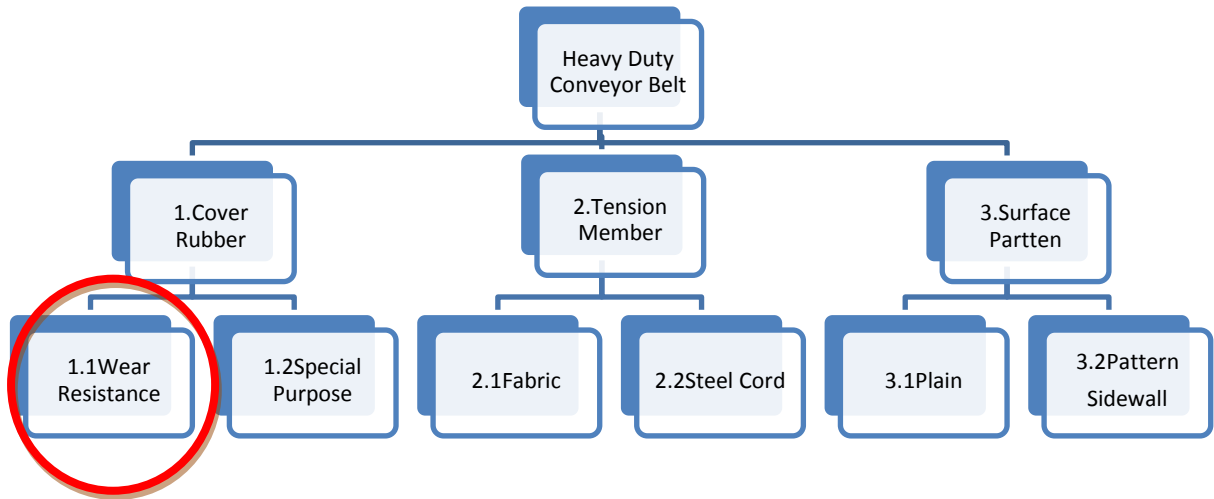 Heavy Duty
Conveyor Belt
1.Cover
Rubber
2.Tension
Member
3.Surface
Partten
1.1Wear
Resistance
1.2Special
Purpose
2.1Fabric
2.2Steel Cord
3.1Plain
3.2Pattern
Sidewall